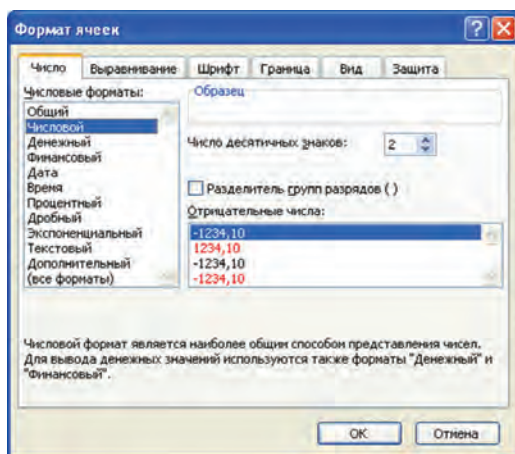 Формат ячеек
Число Выравнивание Шрифт Граница Вид Защита
Числовые форматы:
Общий
Числовой
Денежный
Финансовый
Дата
Время
Процентный
Дробный
Экспоненциальный
Текстовый
Дополнительный
(все форматы)
Образец
Число десятичных знаков: 2
Разделитель групп разрядов ( )
Отрицательные числа:
-1234,10
1234,10
-1234,10
-1234,10
Числовой формат является наиболее общим способом представления чисел.
Для вывода денежных значений используются также форматы "Денежный" и
"Финансовый".
ОК Отмена